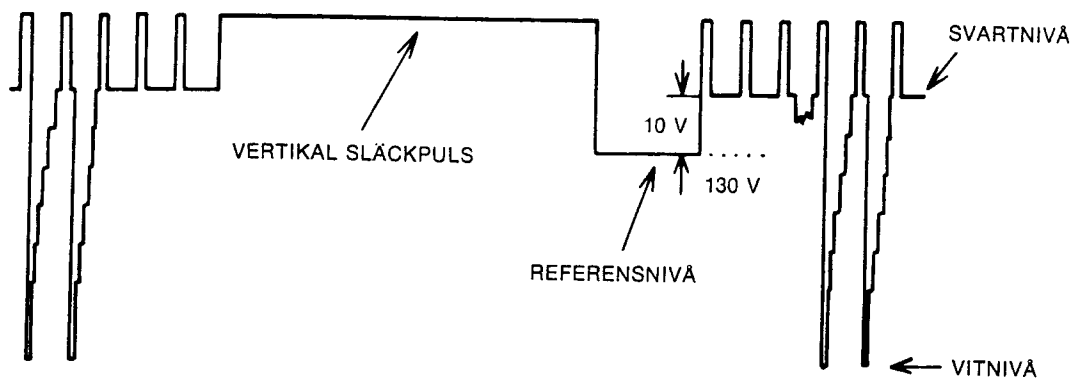 SVARTNIVÅ
10 V
VERTIKAL SLÄCKPULS
130 V
REFERENSNIVÅ
VITNIVÅ